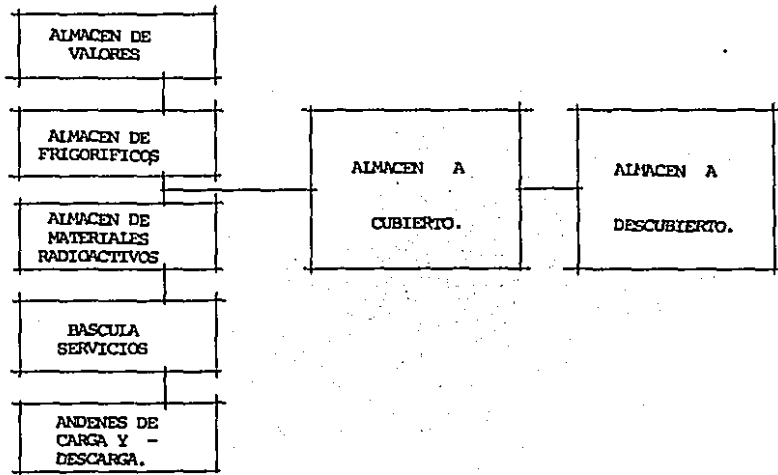 ALMACEN DE
VALORES
ALMACEN DE
FRIGORIFICOS
ALMACEN DE
MATERIALES
RADIOACTIVOS
BASCULA
SERVICIOS
ANDENES DE
CARGA Y -
DESCARGA.
ALMACEN A
CUBIERTO.
ALMACEN A
DESCUBIERTO.